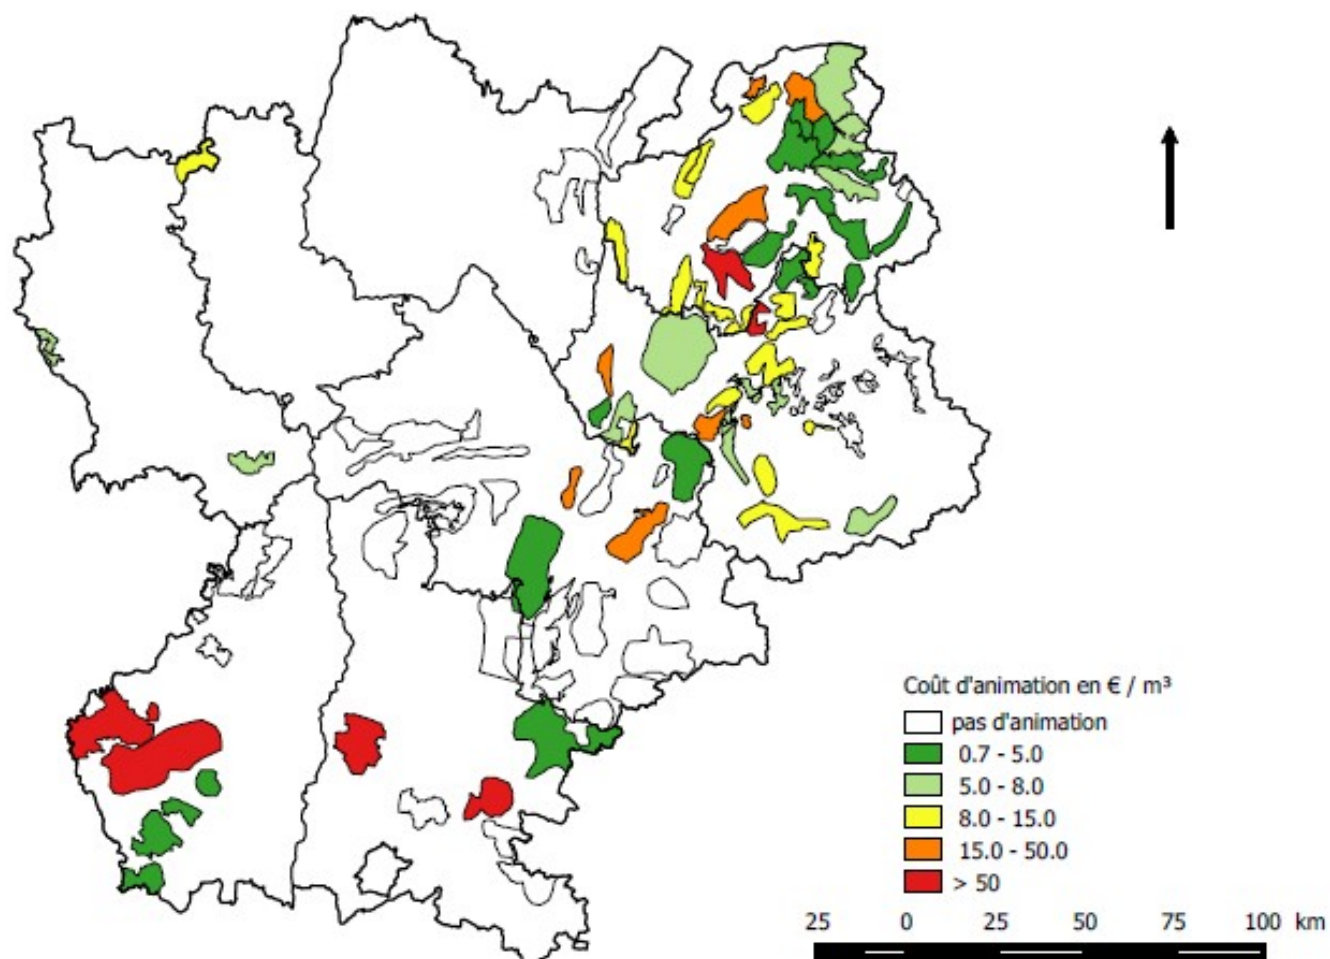 Coût d'animation en € / m³
pas d'animation
0.7 - 5.0
5.0 - 8.0
8.0 - 15.0
15.0 - 50.0
> 50
25 0 25 50 75 100 km